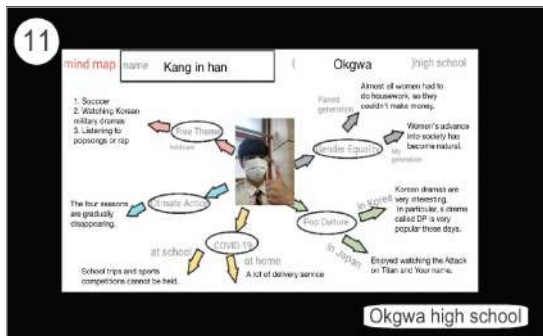 11
mind map name Kang in han ( Okgwa )high school
1. Soccoer
2. Watching Korean
military dramas
3. Listening to
popsongs or rap
Free Theme
Parent
generation
Almost all women had to
do housework, so they
couldn't make money.
Gender Equality
Women's advance
into society has
become natural.
My
generation
Climate Action
The four seasons
are gradually
disappearing.
Pop Culture
in Korea
Korean dramas are
very interesting.
In particular, a drama
called DP is very
popular these days.
in Japan
Enjoyed watching the Attack
on Titan and Your name.
COVID-19
at school
School trips and sports
competitions cannot be held.
at home
A lot of delivery service
Okgwa high school